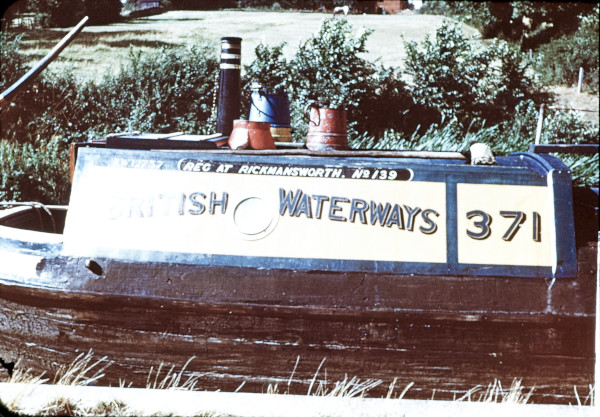 REG AT RICKMANSWORTH, No 139
BRITISH WATERWAYS 371